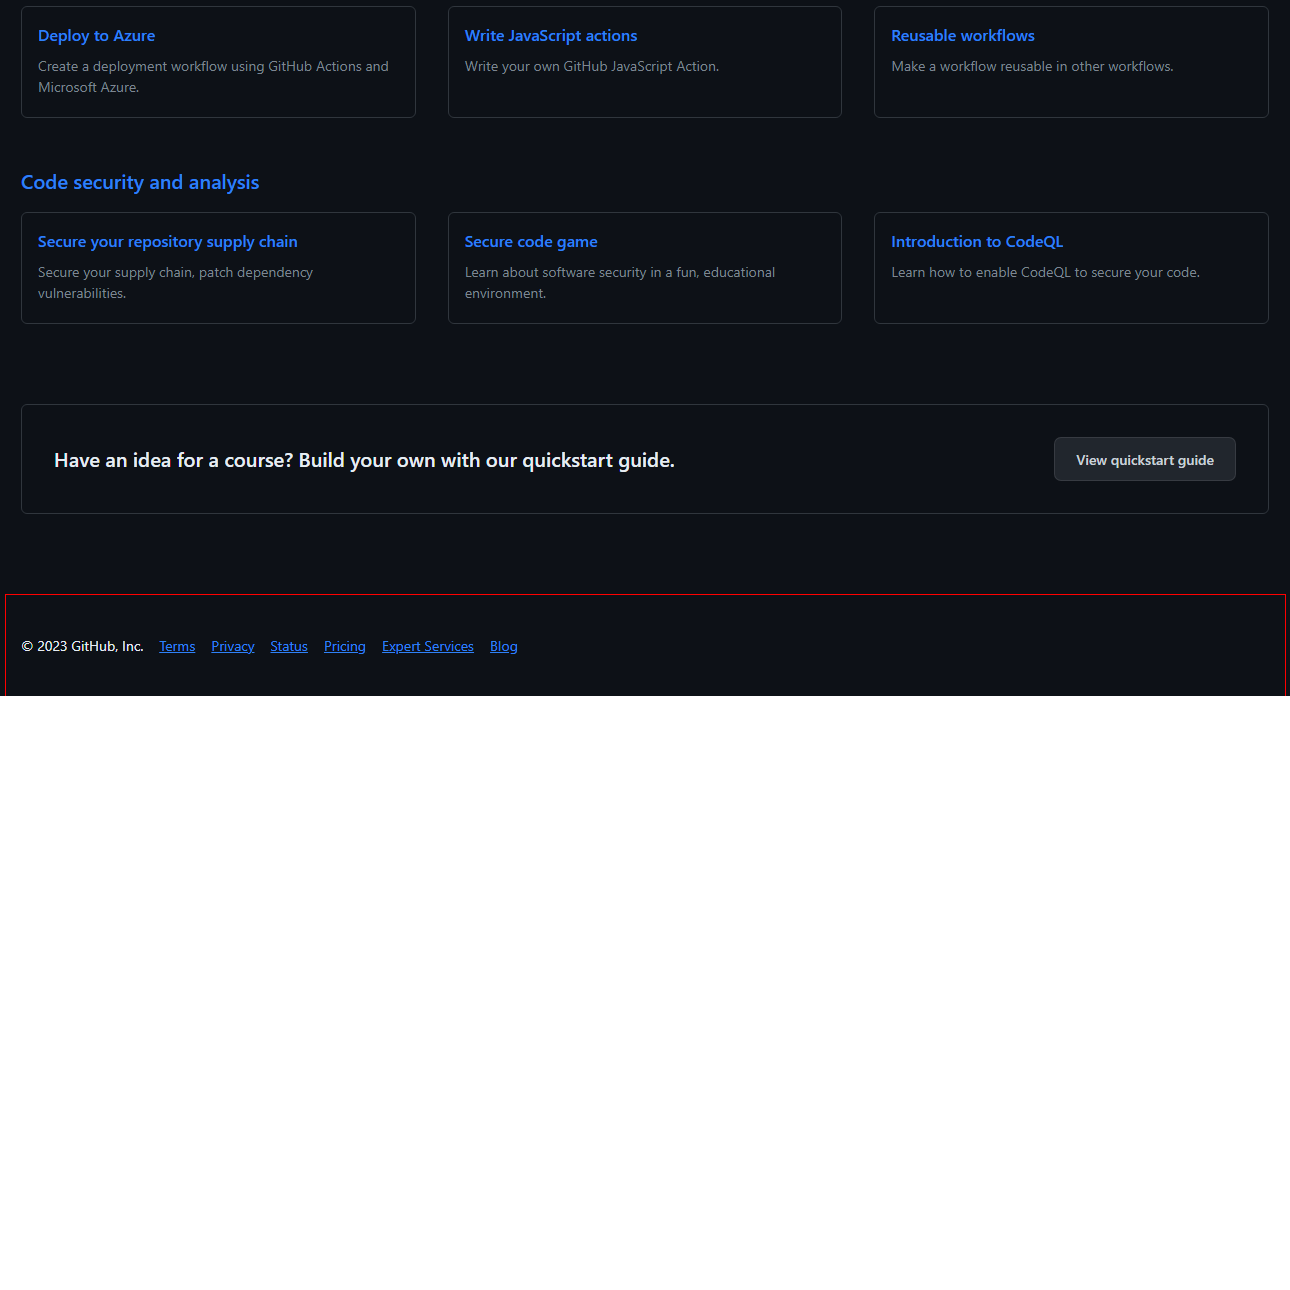 Deploy to Azure
Create a deployment workflow using GitHub Actions and
Microsoft Azure.
Write JavaScript actions
Write your own GitHub JavaScript Action.
Reusable workflows
Make a workflow reusable in other workflows.
Code security and analysis
Secure your repository supply chain
Secure your supply chain, patch dependency
vulnerabilities.
Secure code game
Learn about software security in a fun, educational
environment.
Introduction to CodeQL
Learn how to enable CodeQL to secure your code.
Have an idea for a course? Build your own with our quickstart guide.
View quickstart guide
© 2023 GitHub, Inc. Terms Privacy Status Pricing Expert Services Blog